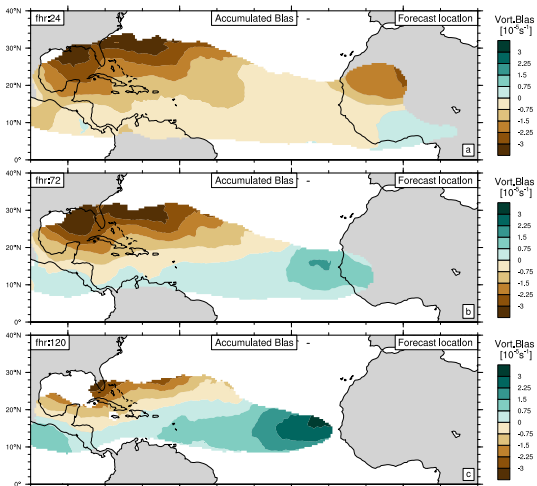 fhr:24 Accumulated Bias - Forecast location
Vort.Bias
[10⁻⁵s⁻¹]
40°N
30°N
20°N
10°N
0°
3
2.25
1.5
0.75
0
-0.75
-1.5
-2.25
-3
a
fhr:72 Accumulated Bias - Forecast location
Vort.Bias
[10⁻⁵s⁻¹]
40°N
30°N
20°N
10°N
0°
3
2.25
1.5
0.75
0
-0.75
-1.5
-2.25
-3
b
fhr:120 Accumulated Bias - Forecast location
Vort.Bias
[10⁻⁵s⁻¹]
40°N
30°N
20°N
10°N
0°
3
2.25
1.5
0.75
0
-0.75
-1.5
-2.25
-3
c